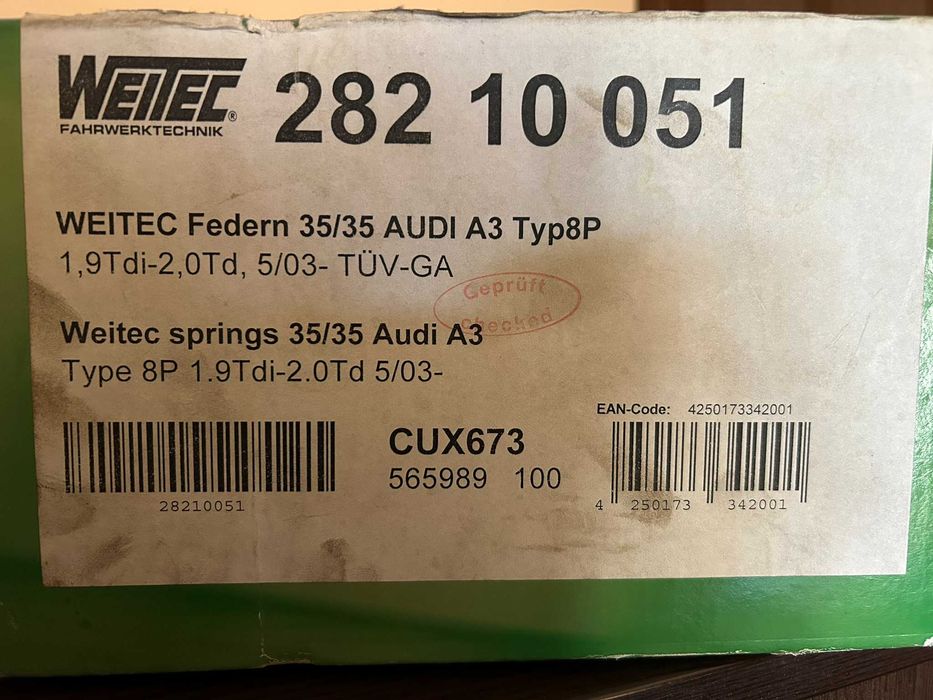 WEITEC® 282 10 051
FAHRWERKTECHNIK
WEITEC Federn 35/35 AUDI A3 Typ8P
1,9Tdi-2,0Td, 5/03- TÜV-GA
Geprüft
Checked
Weitec springs 35/35 Audi A3
Type 8P 1.9Tdi-2.0Td 5/03-
EAN-Code: 4250173342001
CUX673
565989 100
28210051
4 250173 342001